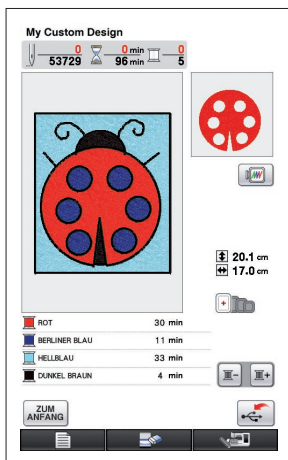 My Custom Design
0 0 min 0
53729 96 min 5
20.1 cm
17.0 cm
ROT 30 min
BERLINER BLAU 11 min
HELLBLAU 33 min
DUNKEL BRAUN 4 min
ZUM
ANFANG